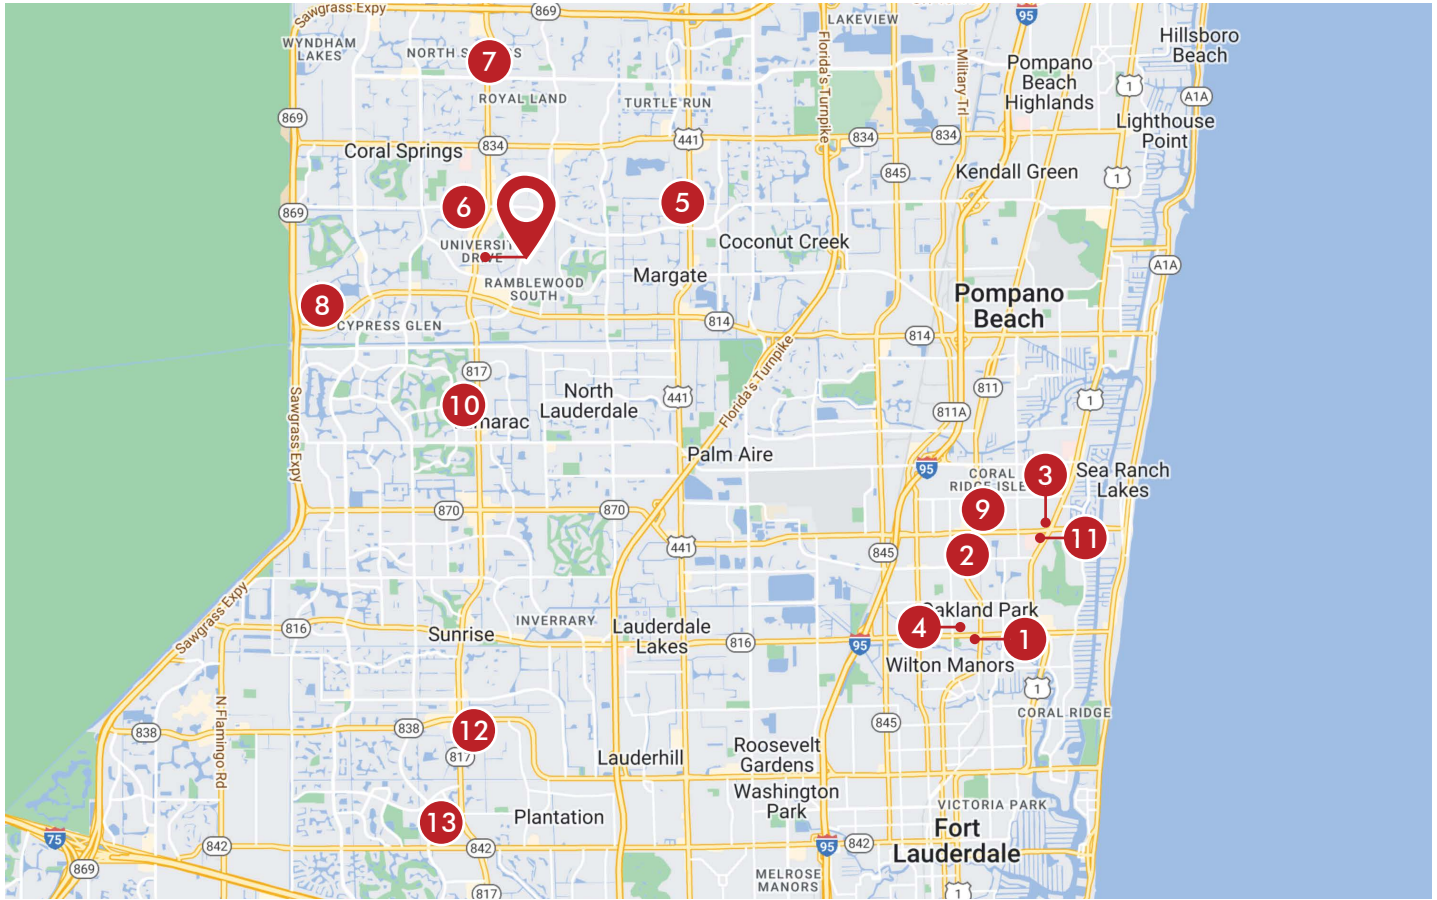 Sawgrass Expy
869
LAKEVIEW
95
Hillsboro
Beach
WYNDHAM
LAKES
NORTH S
S
7
Florida's Turnpike
Military Trl
Pompano
Beach
Highlands
1
A1A
ROYAL LAND
TURTLE RUN
869
Lighthouse
Point
834
441
834
834
Coral Springs
845
Kendall Green
1
6
5
869
UNIVERSIT
DRIVE
Coconut Creek
A1A
Margate
RAMBLEWOOD
SOUTH
Pompano
Beach
8
CYPRESS GLEN
814
814
Florida's Turnpike
817
North
Lauderdale
441
811
1
10
marac
811A
Sawgrass Expy
Palm Aire
95
CORAL
RIDGE ISLE
3
Sea Ranch
Lakes
9
870
870
441
845
2
11
Sawgrass Expy
816
Sunrise
INVERRARY
Lauderdale
Lakes
816
95
4
Oakland Park
1
Wilton Manors
1
CORAL RIDGE
N Flamingo Rd
838
838
12
817
845
Lauderhill
Roosevelt
Gardens
Washington
Park
VICTORIA PARK
13
Plantation
Fort
Lauderdale
75
842
842
95
842
869
MELROSE
MANORS
817
1